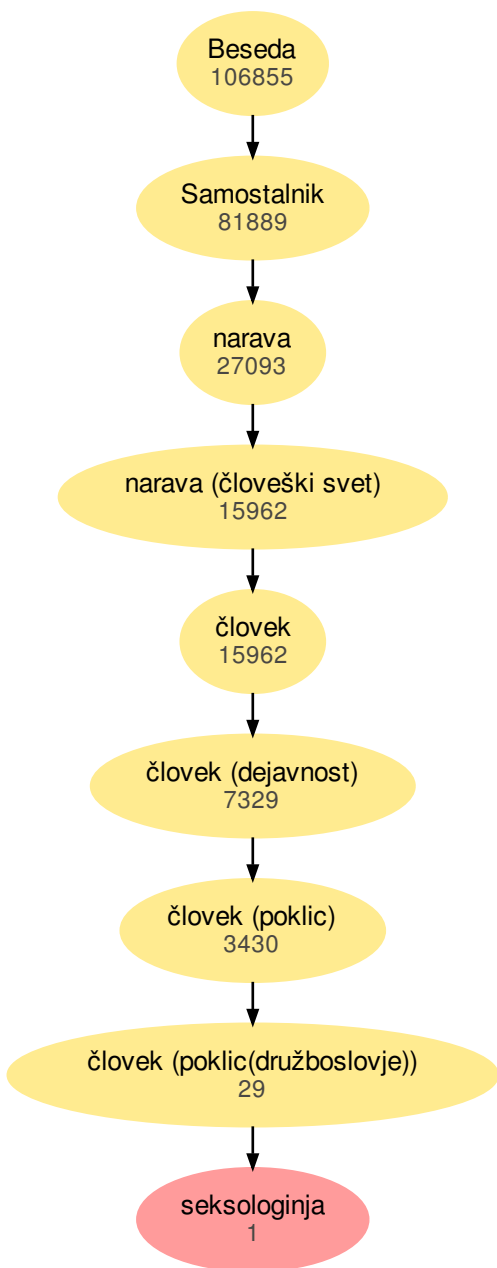 Beseda
106855
Samostalnik
81889
narava
27093
narava (človeški svet)
15962
človek
15962
človek (dejavnost)
7329
človek (poklic)
3430
človek (poklic(družboslovje))
29
seksologinja
1